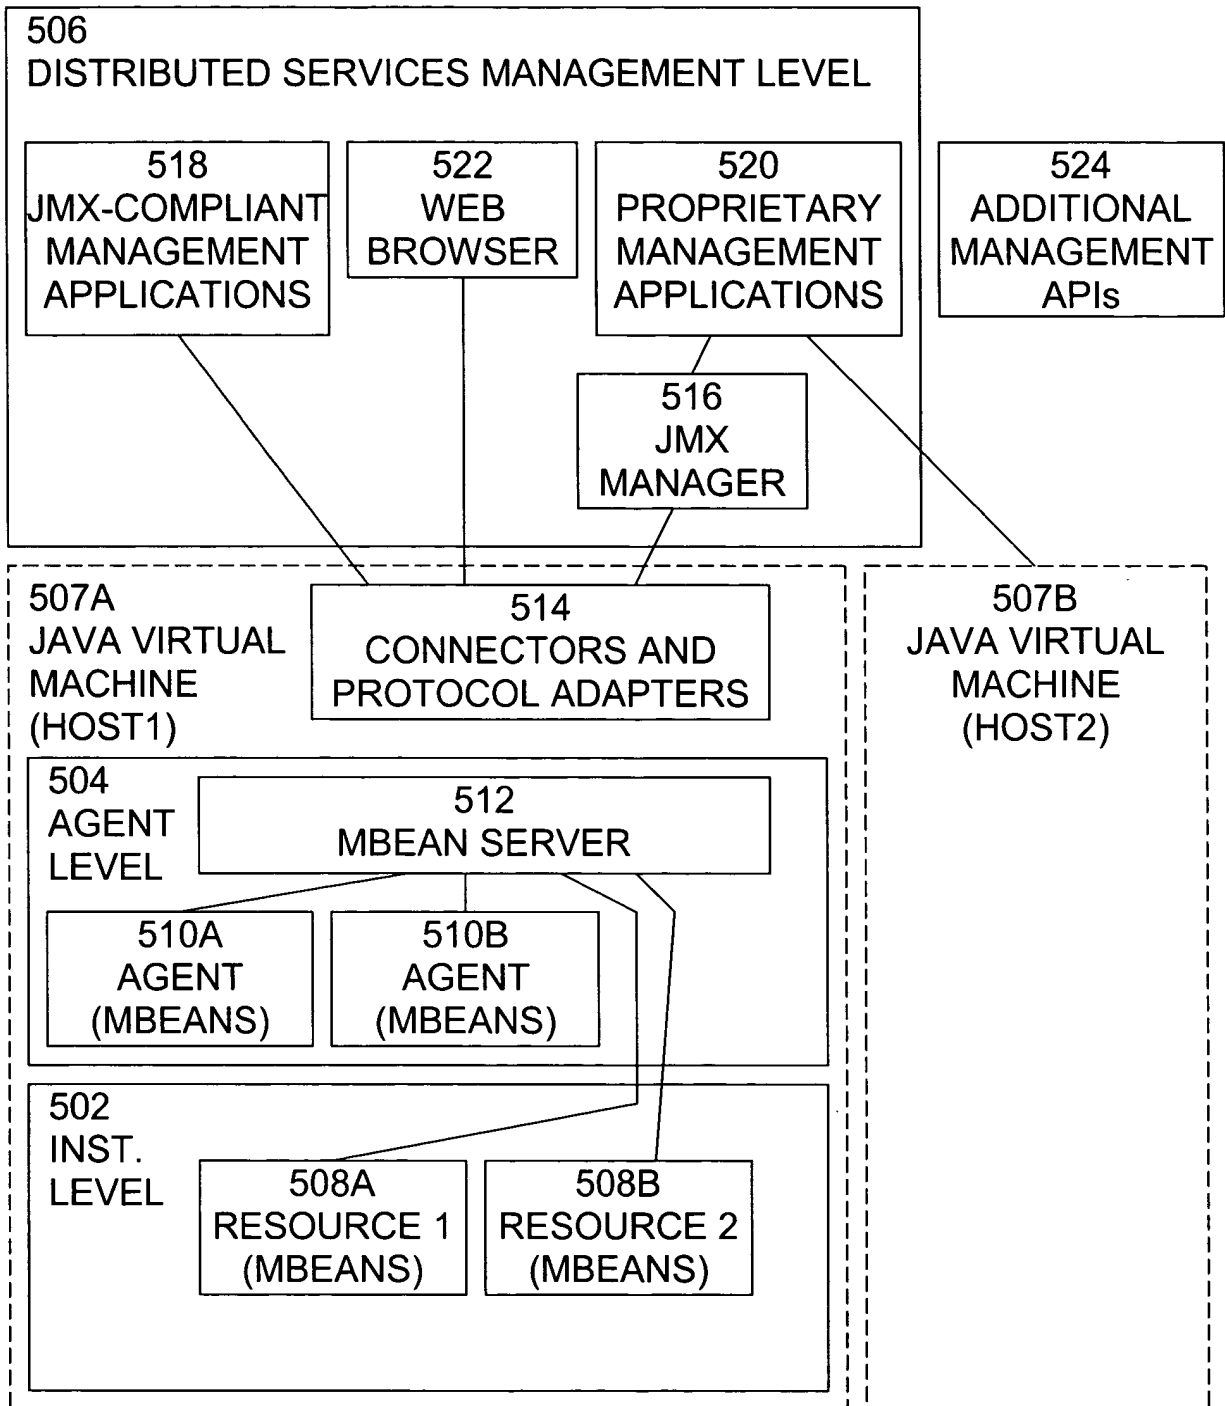 506
DISTRIBUTED SERVICES MANAGEMENT LEVEL
518
JMX-COMPLIANT
MANAGEMENT
APPLICATIONS
522
WEB
BROWSER
520
PROPRIETARY
MANAGEMENT
APPLICATIONS
524
ADDITIONAL
MANAGEMENT
APIs
516
JMX
MANAGER
507A
JAVA VIRTUAL
MACHINE
(HOST1)
514
CONNECTORS AND
PROTOCOL ADAPTERS
507B
JAVA VIRTUAL
MACHINE
(HOST2)
504
AGENT
LEVEL
512
MBEAN SERVER
510A
AGENT
(MBEANS)
510B
AGENT
(MBEANS)
502
INST.
LEVEL
508A
RESOURCE 1
(MBEANS)
508B
RESOURCE 2
(MBEANS)